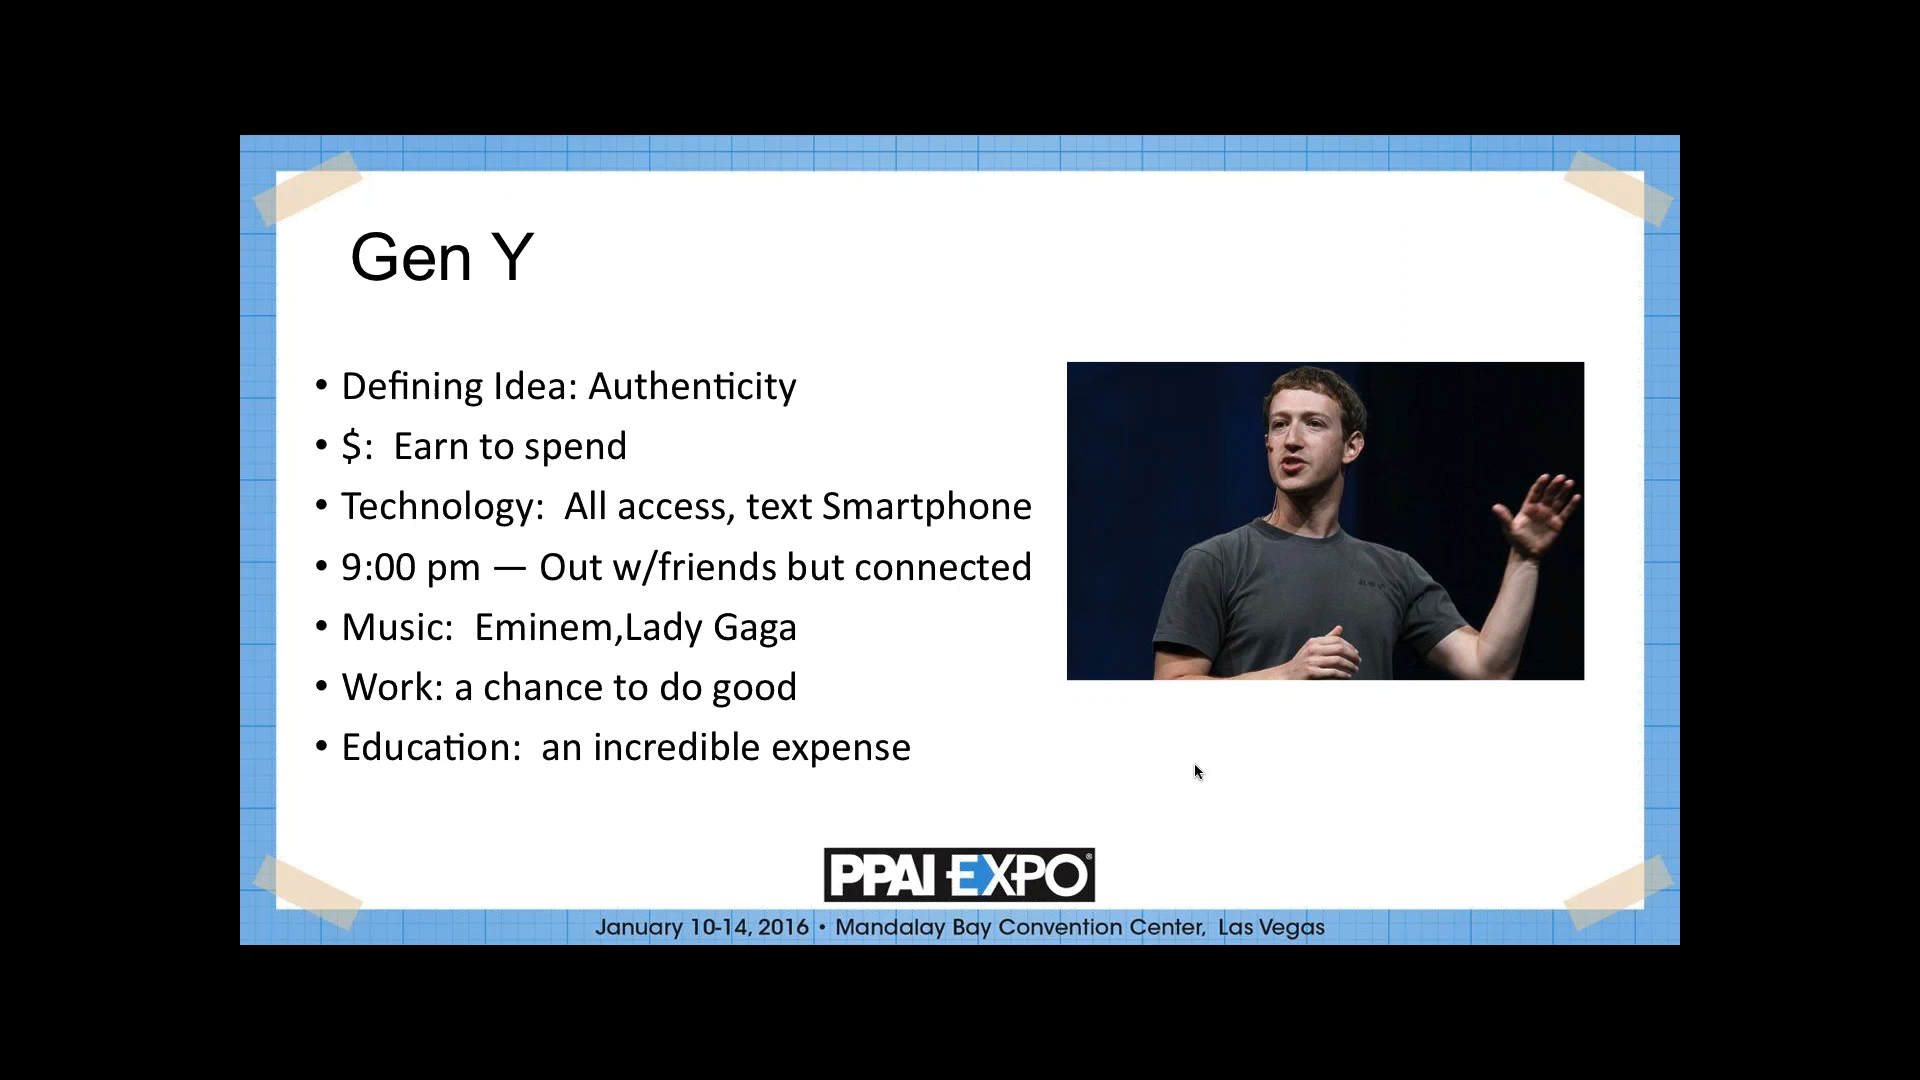 Gen Y
• Defining Idea: Authenticity
• $:  Earn to spend
• Technology:  All access, text Smartphone
• 9:00 pm — Out w/friends but connected
• Music:  Eminem,Lady Gaga
• Work: a chance to do good
• Education:  an incredible expense
PPAI EXPO®
January 10-14, 2016 • Mandalay Bay Convention Center, Las Vegas